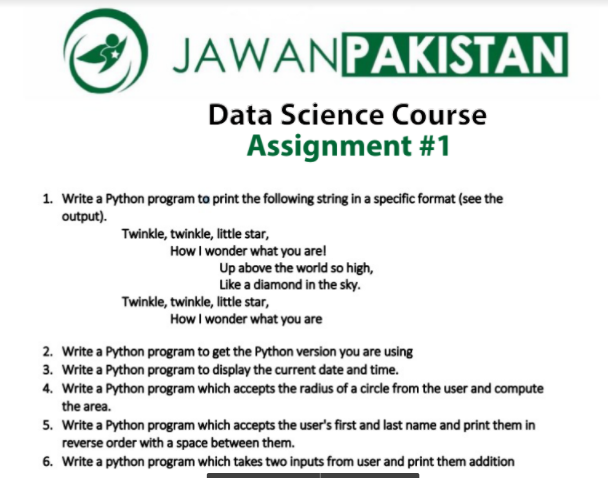 JAWANPAKISTAN
Data Science Course
Assignment #1
1. Write a Python program to print the following string in a specific format (see the
output).
Twinkle, twinkle, little star,
How I wonder what you are!
Up above the world so high,
Like a diamond in the sky.
Twinkle, twinkle, little star,
How I wonder what you are
2. Write a Python program to get the Python version you are using
3. Write a Python program to display the current date and time.
4. Write a Python program which accepts the radius of a circle from the user and compute
the area.
5. Write a Python program which accepts the user's first and last name and print them in
reverse order with a space between them.
6. Write a python program which takes two inputs from user and print them addition